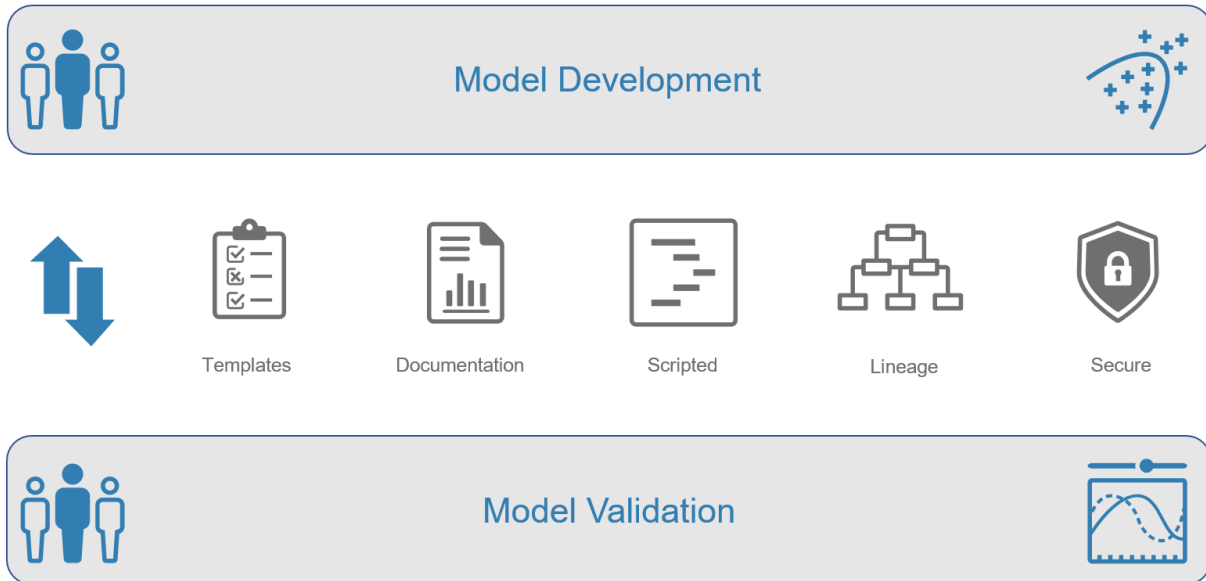 Model Development
Templates
Documentation
Scripted
Lineage
Secure
Model Validation